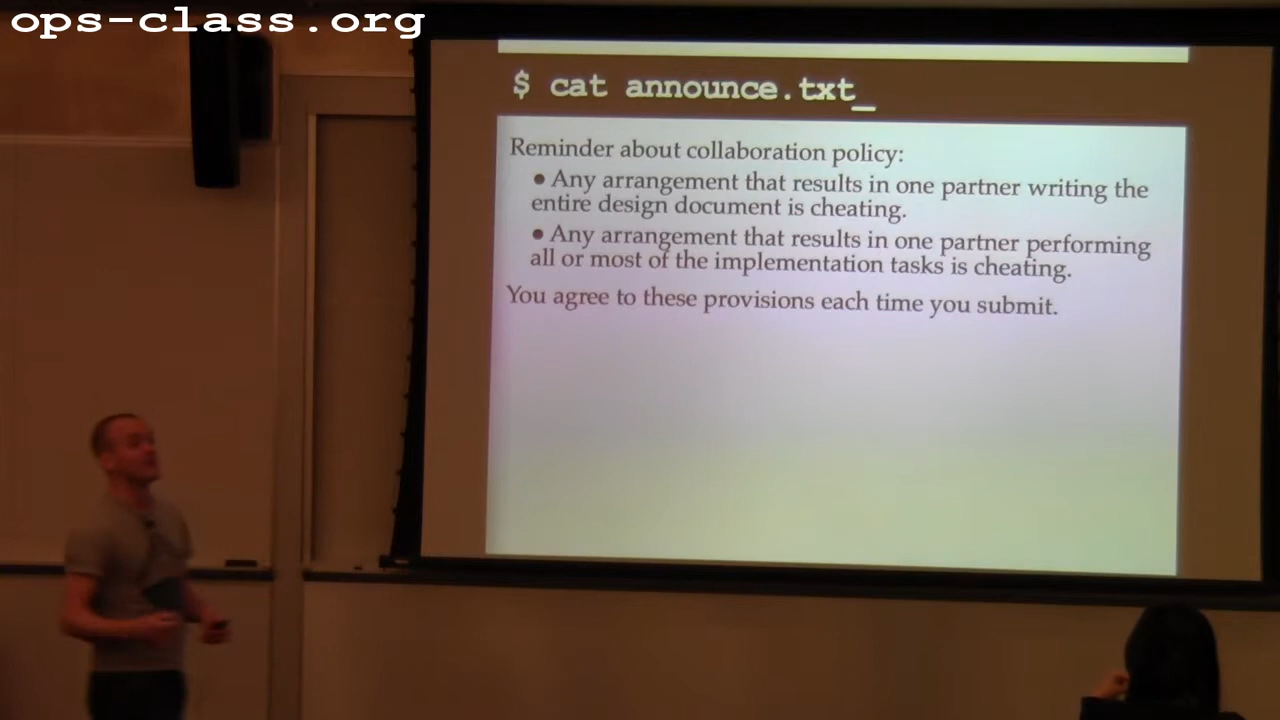 ops-class.org
$ cat announce.txt_
Reminder about collaboration policy:
• Any arrangement that results in one partner writing the
entire design document is cheating.
• Any arrangement that results in one partner performing
all or most of the implementation tasks is cheating.
You agree to these provisions each time you submit.